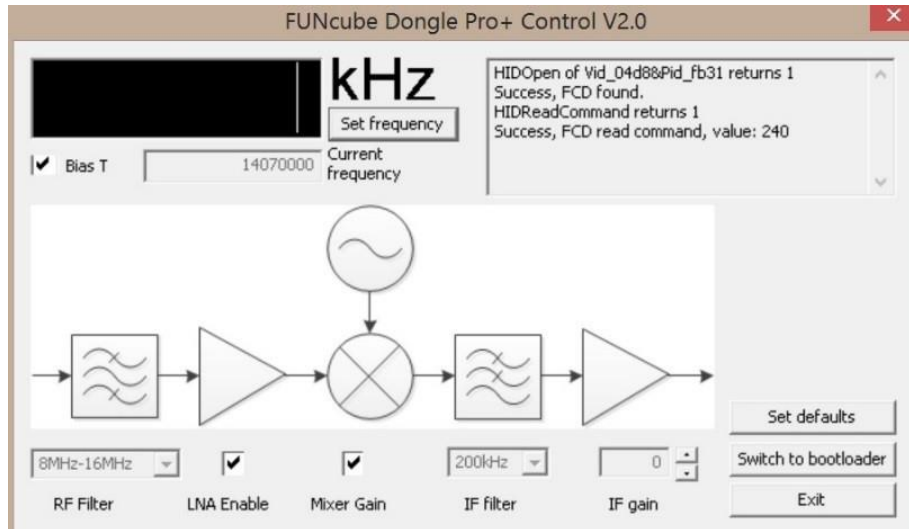 FUNcube Dongle Pro+ Control V2.0
kHz
Set frequency
Bias T
14070000
Current
frequency
HIDOpen of Vid_04d8&Pid_fb31 returns 1
Success, FCD found.
HIDReadCommand returns 1
Success, FCD read command, value: 240
8MHz-16MHz
200kHz
0
RF Filter
LNA Enable
Mixer Gain
IF filter
IF gain
Set defaults
Switch to bootloader
Exit